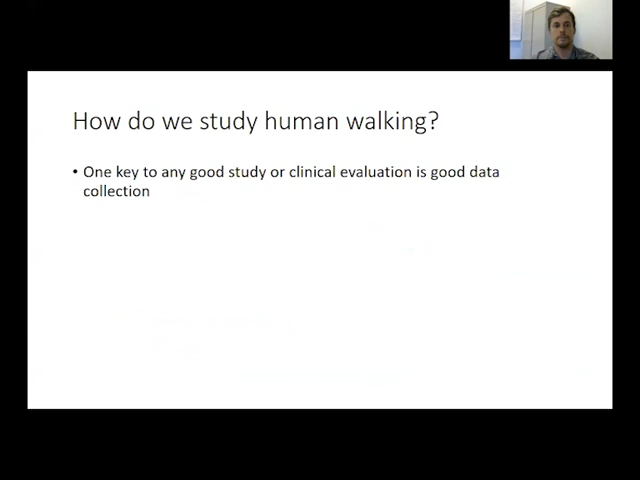 How do we study human walking?
• One key to any good study or clinical evaluation is good data
collection